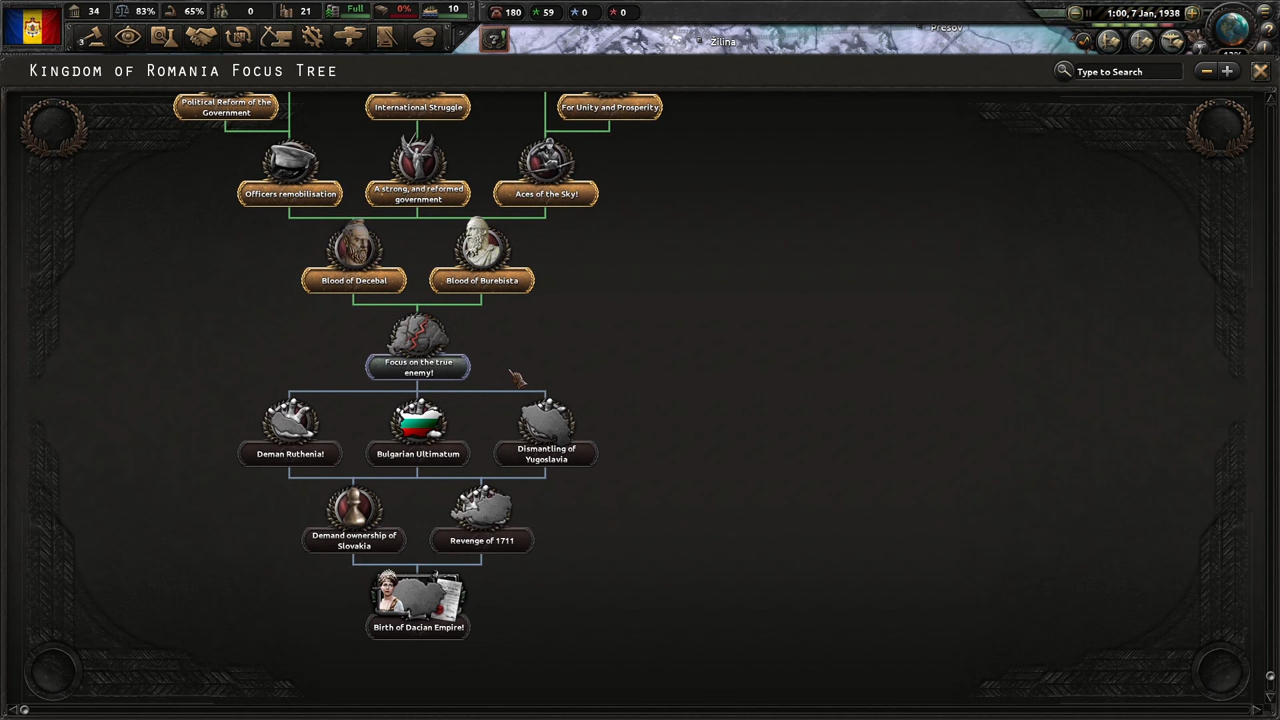 34 83% 65% 0 21 Full 0% 10 180 59 0 0 1:00, 7 Jan, 1938
3
Žilina
Presov
Kingdom of Romania Focus Tree
Type to Search
Political Reform of the
Government
International Struggle
For Unity and Prosperity
Officers remobilisation
A strong, and reformed
government
Aces of the Sky!
Blood of Decebal
Blood of Burebista
Focus on the true
enemy!
Deman Ruthenia!
Bulgarian Ultimatum
Dismantling of
Yugoslavia
Demand ownership of
Slovakia
Revenge of 1711
Birth of Dacian Empire!